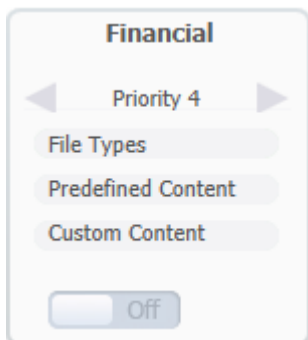 Financial
Priority 4
File Types
Predefined Content
Custom Content
Off